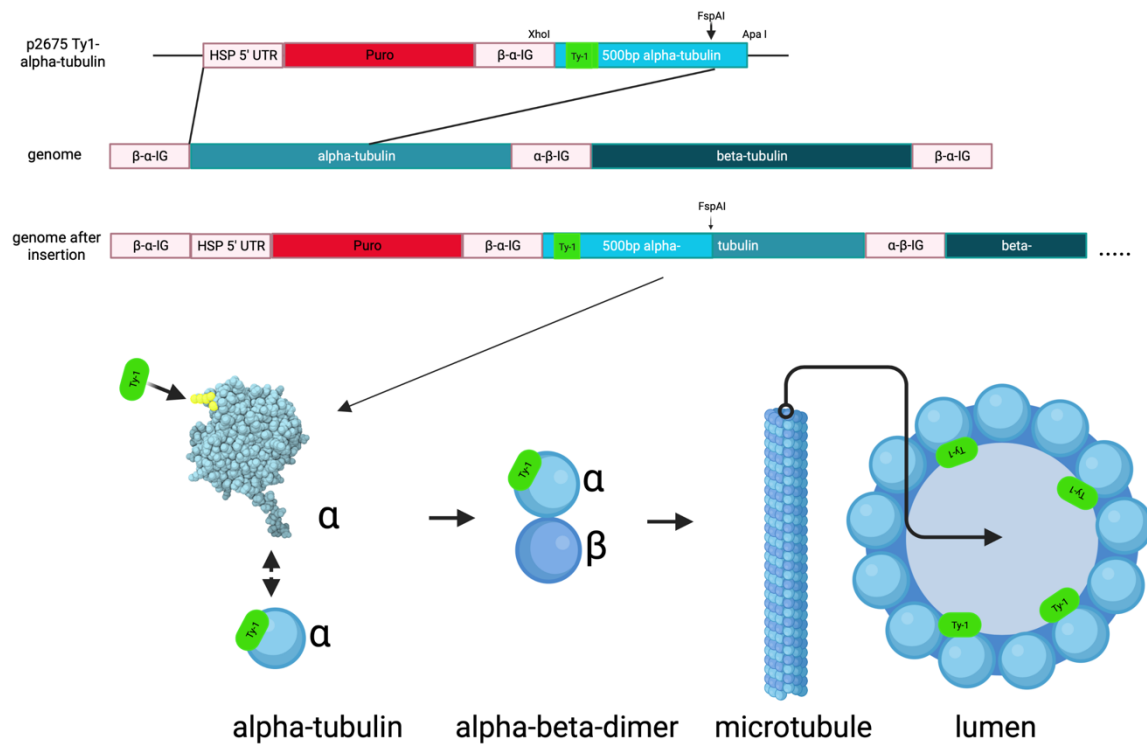 FspAI
p2675 Ty1-
alpha-tubulin
XhoI
Apa I
HSP 5' UTR
Puro
β-α-IG
Ty-1
500bp alpha-tubulin
genome
β-α-IG
alpha-tubulin
α-β-IG
beta-tubulin
β-α-IG
FspAI
genome after
insertion
β-α-IG
HSP 5' UTR
Puro
β-α-IG
Ty-1
500bp alpha-
tubulin
α-β-IG
beta-
.....
Ty-1
α
Ty-1
α
Ty-1
α
β
Ty-1
Ty-1
Ty-1
Ty-1
alpha-tubulin
alpha-beta-dimer
microtubule
lumen